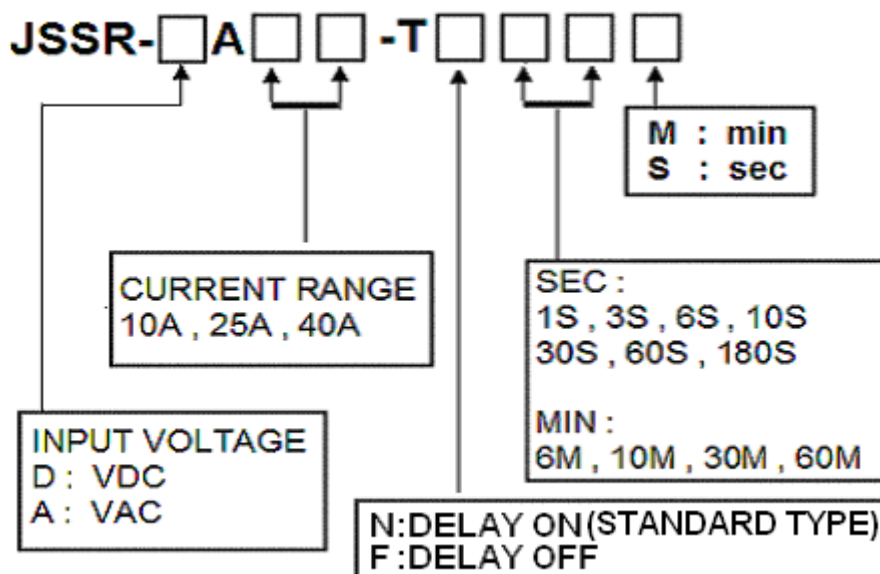 JSSR-□A□□-T□□□□
M : min
S : sec
CURRENT RANGE
10A , 25A , 40A
SEC :
1S , 3S , 6S , 10S
30S , 60S , 180S
MIN :
6M , 10M , 30M , 60M
INPUT VOLTAGE
D : VDC
A : VAC
N:DELAY ON(STANDARD TYPE)
F:DELAY OFF